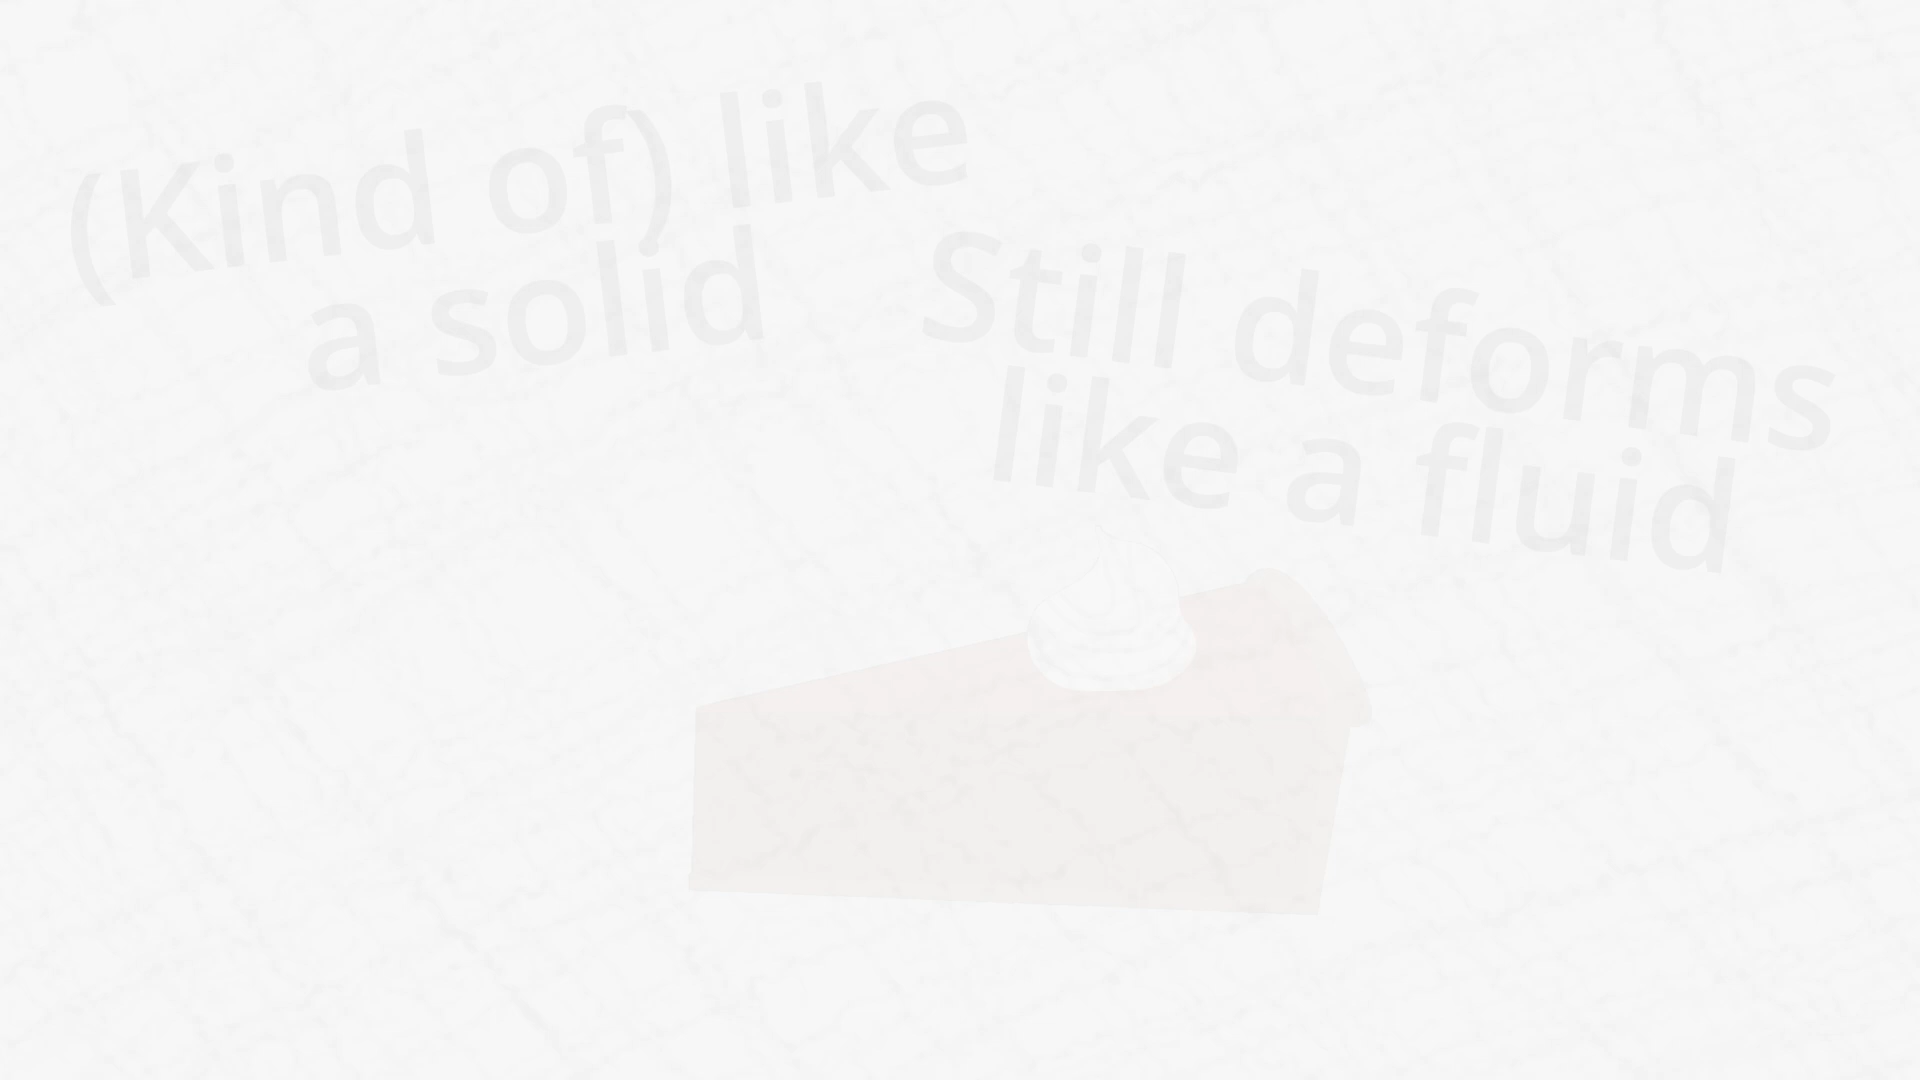 (Kind of) like
a solid
Still deforms
like a fluid